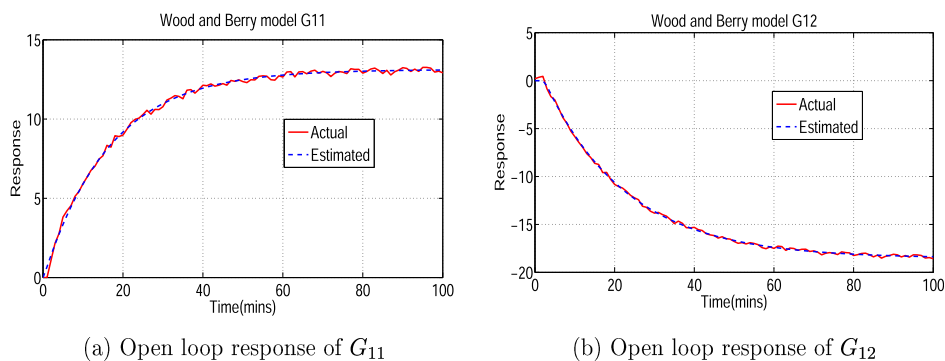 Wood and Berry model G11
15
10
5
0
Response
Actual
Estimated
0 20 40 60 80 100
Time(mins)
(a) Open loop response of G11
Wood and Berry model G12
5
0
−5
−10
−15
−20
Response
Actual
Estimated
0 20 40 60 80 100
Time(mins)
(b) Open loop response of G12